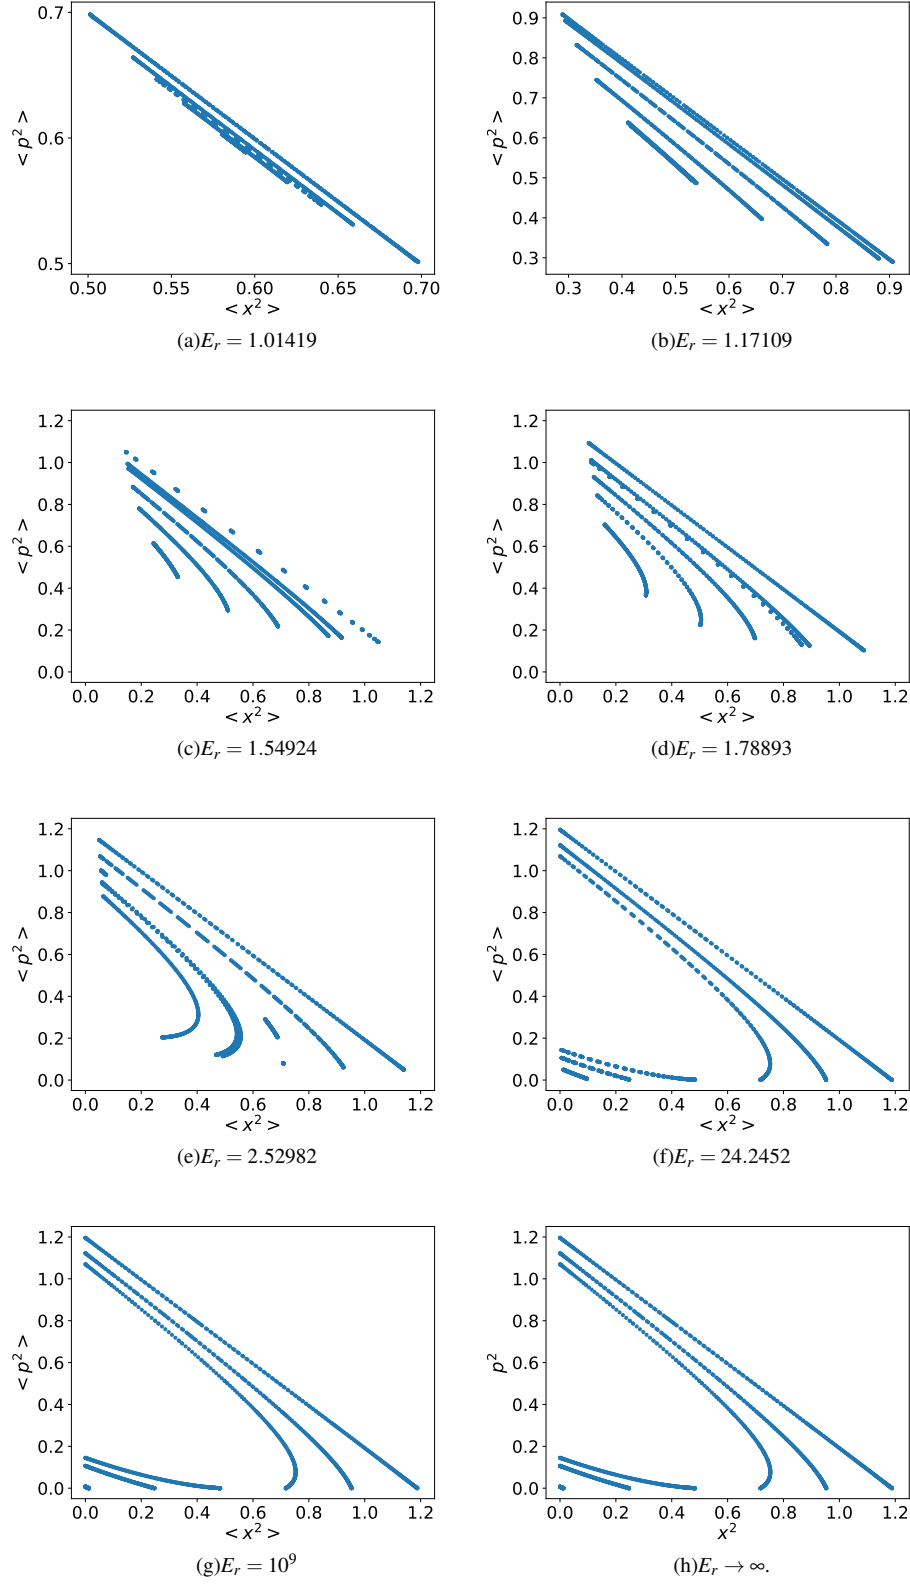 0.7
0.6
0.5
< p² >
0.50 0.55 0.60 0.65 0.70
< x² >
(a)E_r = 1.01419
0.9
0.8
0.7
0.6
0.5
0.4
0.3
< p² >
0.3 0.4 0.5 0.6 0.7 0.8 0.9
< x² >
(b)E_r = 1.17109
1.2
1.0
0.8
0.6
0.4
0.2
0.0
< p² >
0.0 0.2 0.4 0.6 0.8 1.0 1.2
< x² >
(c)E_r = 1.54924
1.2
1.0
0.8
0.6
0.4
0.2
0.0
< p² >
0.0 0.2 0.4 0.6 0.8 1.0 1.2
< x² >
(d)E_r = 1.78893
1.2
1.0
0.8
0.6
0.4
0.2
0.0
< p² >
0.0 0.2 0.4 0.6 0.8 1.0 1.2
< x² >
(e)E_r = 2.52982
1.2
1.0
0.8
0.6
0.4
0.2
0.0
< p² >
0.0 0.2 0.4 0.6 0.8 1.0 1.2
< x² >
(f)E_r = 24.2452
1.2
1.0
0.8
0.6
0.4
0.2
0.0
< p² >
0.0 0.2 0.4 0.6 0.8 1.0 1.2
< x² >
(g)E_r = 10⁹
1.2
1.0
0.8
0.6
0.4
0.2
0.0
p²
0.0 0.2 0.4 0.6 0.8 1.0 1.2
x²
(h)E_r → ∞.